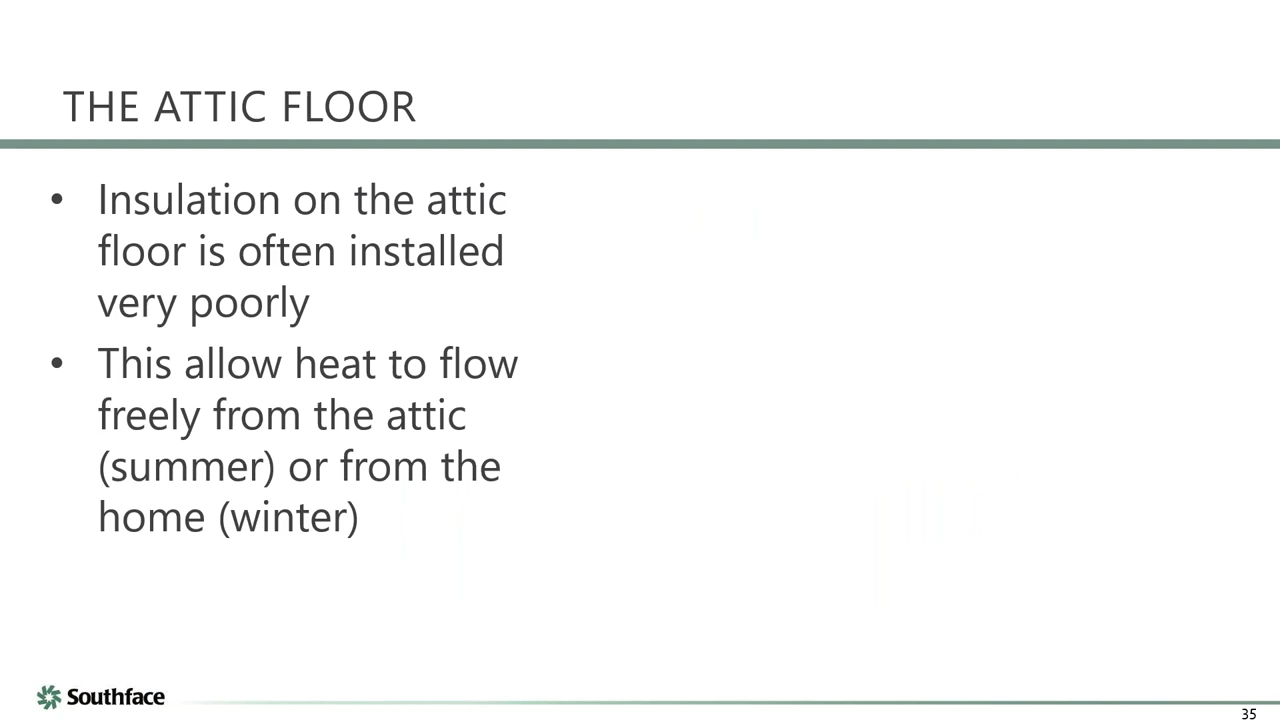 THE ATTIC FLOOR
• Insulation on the attic
floor is often installed
very poorly
• This allow heat to flow
freely from the attic
(summer) or from the
home (winter)
Southface
35